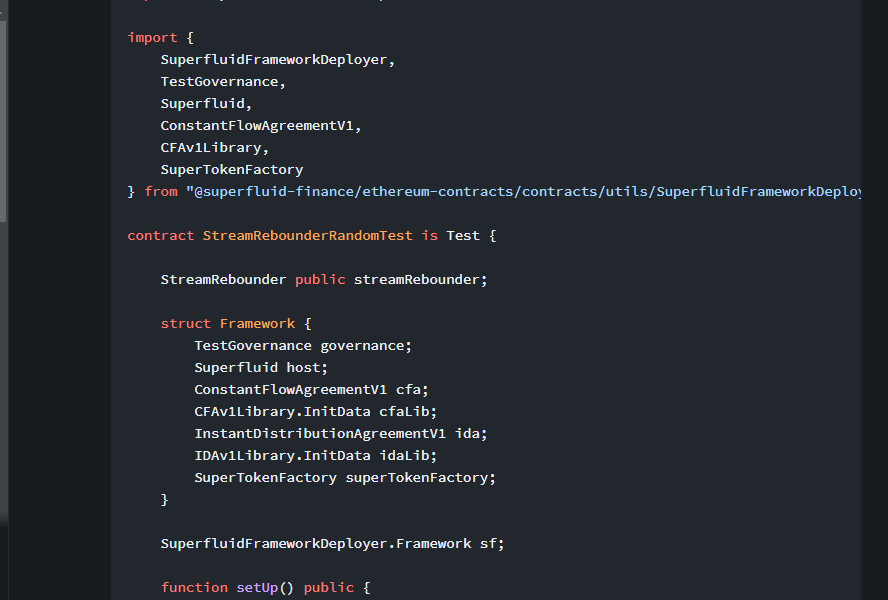 import {
SuperfluidFrameworkDeployer,
TestGovernance,
Superfluid,
ConstantFlowAgreementV1,
CFAv1Library,
SuperTokenFactory
} from "@superfluid-finance/ethereum-contracts/contracts/utils/SuperfluidFrameworkDeploy
contract StreamRebounderRandomTest is Test {
StreamRebounder public streamRebounder;
struct Framework {
TestGovernance governance;
Superfluid host;
ConstantFlowAgreementV1 cfa;
CFAv1Library.InitData cfaLib;
InstantDistributionAgreementV1 ida;
IDAv1Library.InitData idaLib;
SuperTokenFactory superTokenFactory;
}
SuperfluidFrameworkDeployer.Framework sf;
function setUp() public {